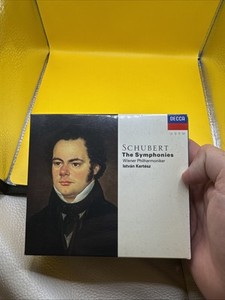 DECCA
SCHUBERT
The Symphonies
Wiener Philharmoniker
István Kertész